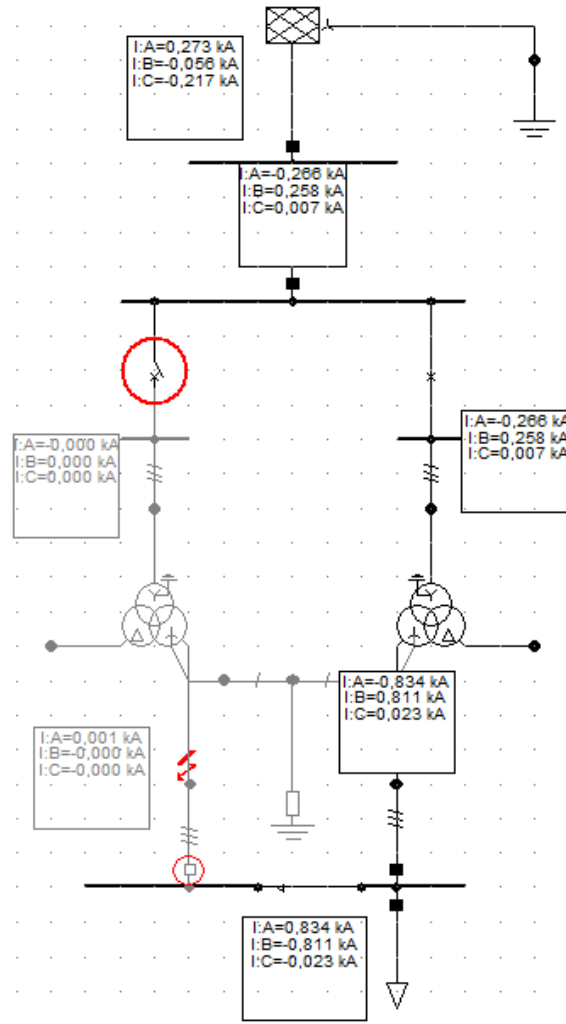 I:A=0,273 kA
I:B=-0,056 kA
I:C=-0,217 kA
I:A=-0,266 kA
I:B=0,258 kA
I:C=0,007 kA
I:A=-0,266 kA
I:B=0,258 kA
I:C=0,007 kA
I:A=-0,000 kA
I:B=0,000 kA
I:C=0,000 kA
I:A=-0,834 kA
I:B=0,811 kA
I:C=0,023 kA
I:A=0,001 kA
I:B=-0,000 kA
I:C=-0,000 kA
I:A=0,834 kA
I:B=-0,811 kA
I:C=-0,023 kA